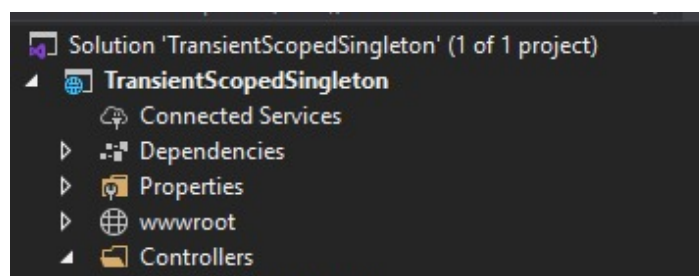 Solution 'TransientScopedSingleton' (1 of 1 project)
TransientScopedSingleton
Connected Services
Dependencies
Properties
wwwroot
Controllers